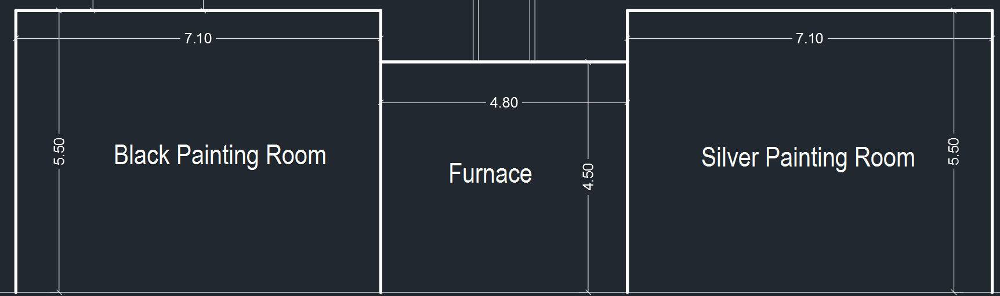 7.10
7.10
4.80
5.50
Black Painting Room
Furnace
4.50
Silver Painting Room
5.50